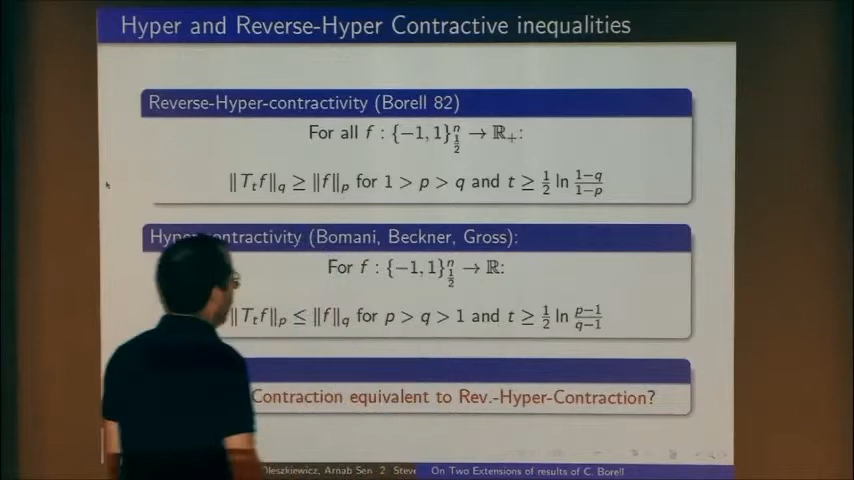 Hyper and Reverse-Hyper Contractive inequalities
Reverse-Hyper-contractivity (Borell 82)
For all f : {−1, 1}ⁿ_{1/2} → ℝ₊:
‖T_t f‖_q ≥ ‖f‖_p for 1 > p > q and t ≥ 1/2 ln (1−q)/(1−p)
contractivity (Bomani, Beckner, Gross):
For f : {−1, 1}ⁿ_{1/2} → ℝ:
‖T_t f‖_p ≤ ‖f‖_q for p > q > 1 and t ≥ 1/2 ln (p−1)/(q−1)
Contraction equivalent to Rev.-Hyper-Contraction?
Oleszkiewicz, Arnab Sen 2. Steve On Two Extensions of results of C. Borell